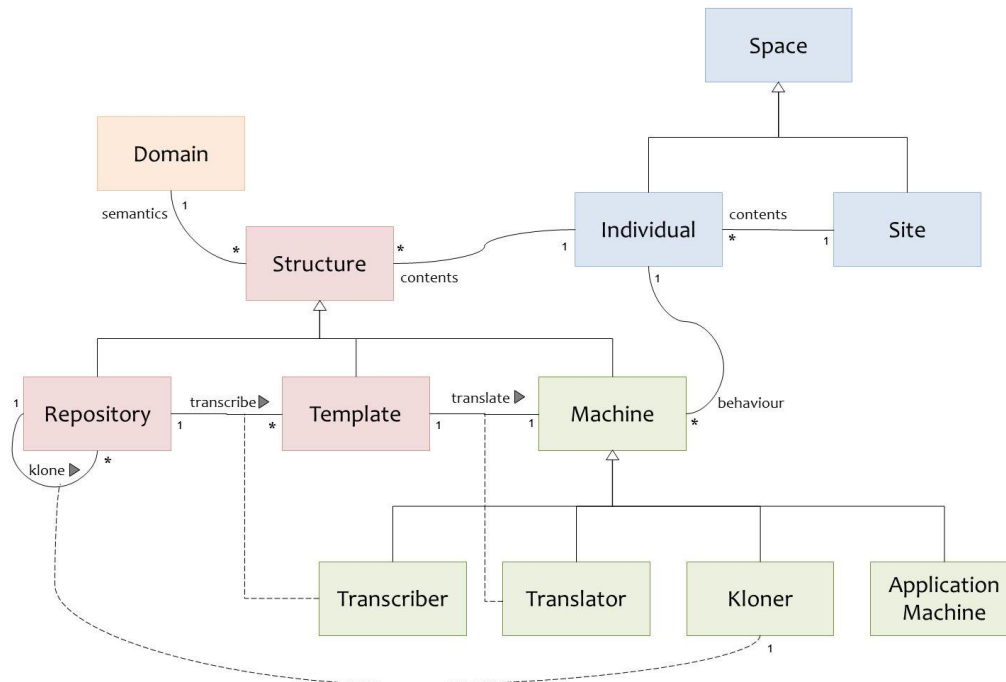 Space
Domain
semantics
1
*
Structure
*
contents
1
Individual
contents
*
1
Site
1
behaviour
*
1
Repository
1
transcribe
*
Template
1
translate
1
Machine
klone
*
Transcriber
Translator
Kloner
1
Application
Machine